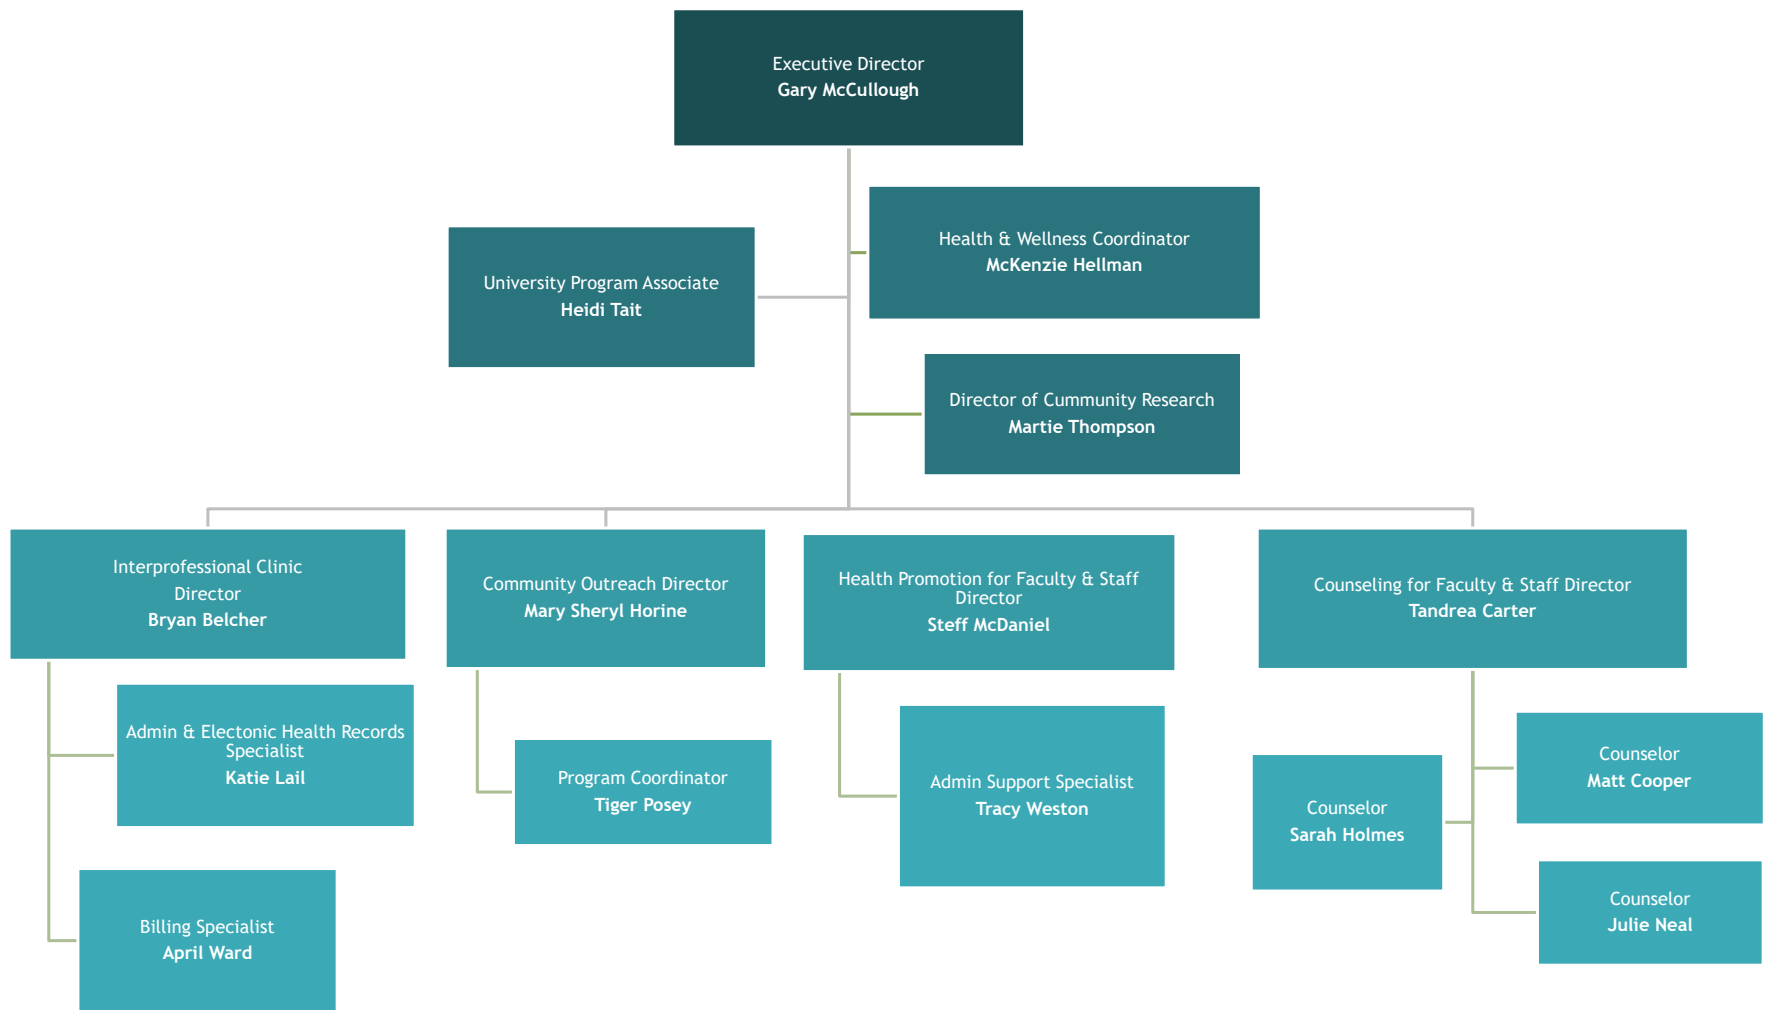 Executive Director
Gary McCullough
Health & Wellness Coordinator
McKenzie Hellman
University Program Associate
Heidi Tait
Director of Cummunity Research
Martie Thompson
Interprofessional Clinic
Director
Bryan Belcher
Community Outreach Director
Mary Sheryl Horine
Health Promotion for Faculty & Staff
Director
Steff McDaniel
Counseling for Faculty & Staff Director
Tandrea Carter
Admin & Electonic Health Records
Specialist
Katie Lail
Program Coordinator
Tiger Posey
Admin Support Specialist
Tracy Weston
Counselor
Matt Cooper
Counselor
Sarah Holmes
Billing Specialist
April Ward
Counselor
Julie Neal